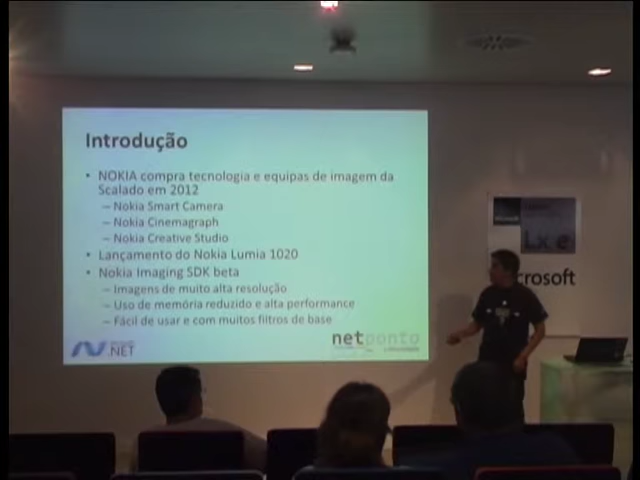 Introdução
• NOKIA compra tecnologia e equipas de imagem da
Scalado em 2012
– Nokia Smart Camera
– Nokia Cinemagraph
– Nokia Creative Studio
• Lançamento do Nokia Lumia 1020
• Nokia Imaging SDK beta
– Imagens de muito alta resolução
– Uso de memória reduzido e alta performance
– Fácil de usar e com muitos filtros de base
.NET
netponto
crosoft